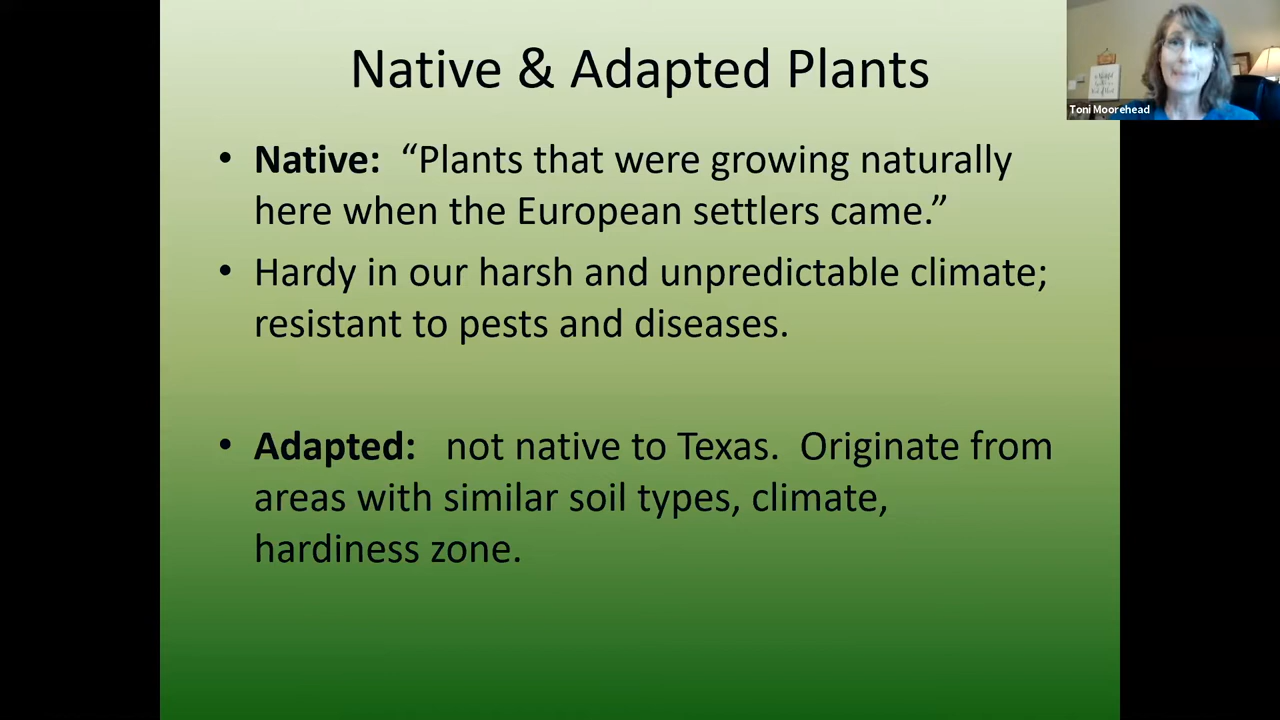 Native & Adapted Plants
Toni Moorehead
• Native: “Plants that were growing naturally
here when the European settlers came.”
• Hardy in our harsh and unpredictable climate;
resistant to pests and diseases.
• Adapted: not native to Texas. Originate from
areas with similar soil types, climate,
hardiness zone.